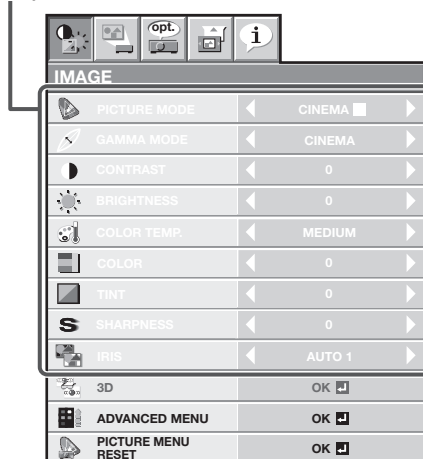 opt.
i
IMAGE
PICTURE MODE CINEMA
GAMMA MODE CINEMA
CONTRAST 0
BRIGHTNESS 0
COLOR TEMP. MEDIUM
COLOR 0
TINT 0
S SHARPNESS 0
IRIS AUTO 1
3D OK
ADVANCED MENU OK
PICTURE MENU
RESET OK